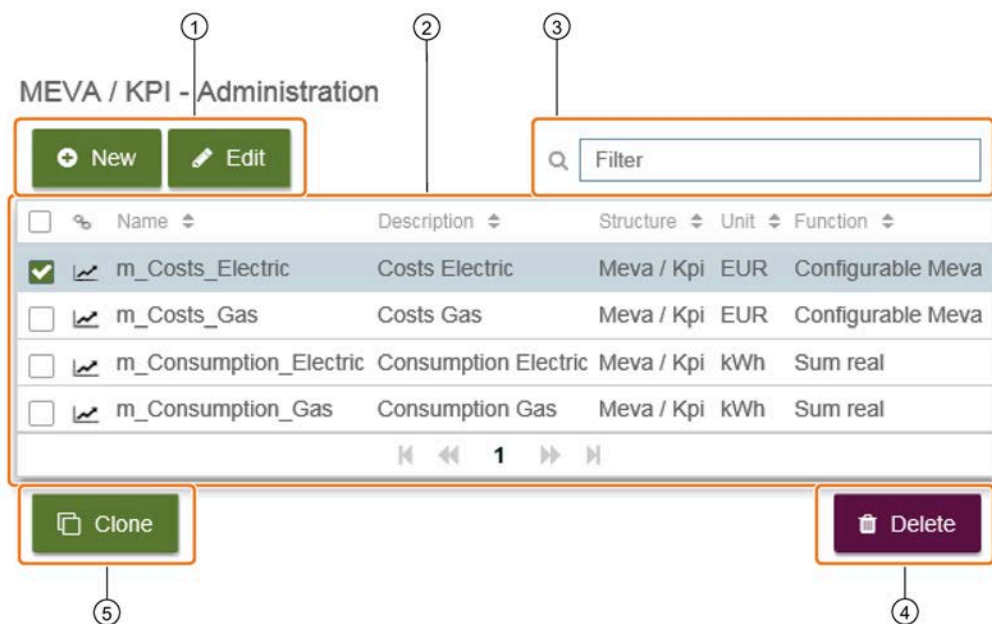 1 2 3
MEVA / KPI - Administration
New Edit Filter
Name Description Structure Unit Function
m_Costs_Electric Costs Electric Meva / Kpi EUR Configurable Meva
m_Costs_Gas Costs Gas Meva / Kpi EUR Configurable Meva
m_Consumption_Electric Consumption Electric Meva / Kpi kWh Sum real
m_Consumption_Gas Consumption Gas Meva / Kpi kWh Sum real
1
Clone Delete
5 4